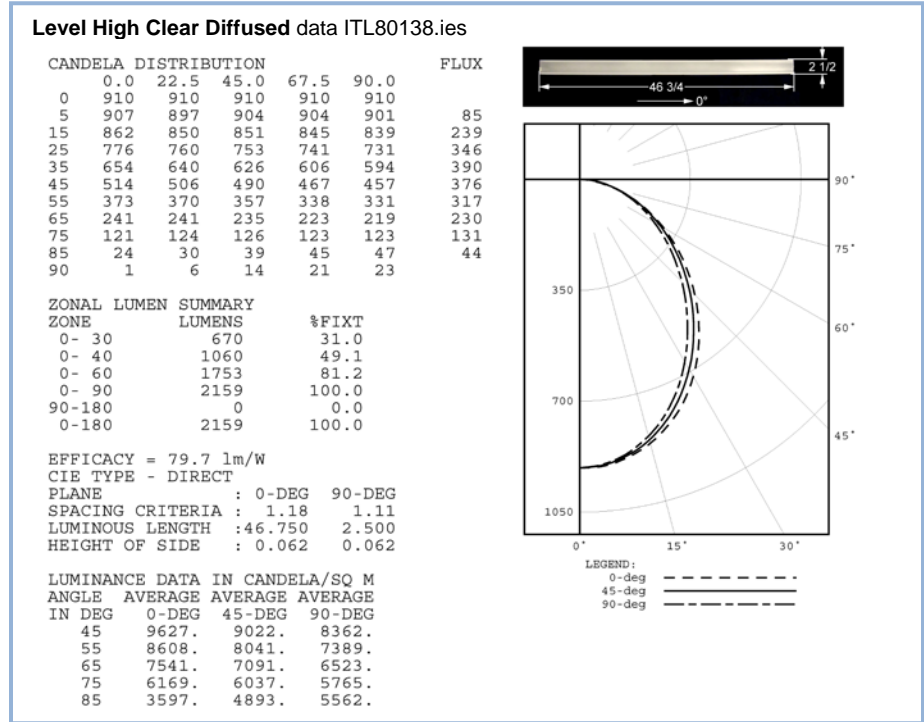 Level High Clear Diffused data ITL80138.ies
CANDELA DISTRIBUTION FLUX
0.0 22.5 45.0 67.5 90.0
0 910 910 910 910 910
5 907 897 904 904 901 85
15 862 850 851 845 839 239
25 776 760 753 741 731 346
35 654 640 626 606 594 390
45 514 506 490 467 457 376
55 373 370 357 338 331 317
65 241 241 235 223 219 230
75 121 124 126 123 123 131
85 24 30 39 45 47 44
90 1 6 14 21 23
ZONAL LUMEN SUMMARY
ZONE LUMENS %FIXT
0- 30 670 31.0
0- 40 1060 49.1
0- 60 1753 81.2
0- 90 2159 100.0
90-180 0 0.0
0-180 2159 100.0
EFFICACY = 79.7 lm/W
CIE TYPE - DIRECT
PLANE : 0-DEG 90-DEG
SPACING CRITERIA : 1.18 1.11
LUMINOUS LENGTH :46.750 2.500
HEIGHT OF SIDE : 0.062 0.062
LUMINANCE DATA IN CANDELA/SQ M
ANGLE AVERAGE AVERAGE AVERAGE
IN DEG 0-DEG 45-DEG 90-DEG
45 9627. 9022. 8362.
55 8608. 8041. 7389.
65 7541. 7091. 6523.
75 6169. 6037. 5765.
85 3597. 4893. 5562.
2 1/2
46 3/4
0°
90°
75°
350
60°
700
45°
1050
0° 15° 30°
LEGEND:
0-deg
45-deg
90-deg